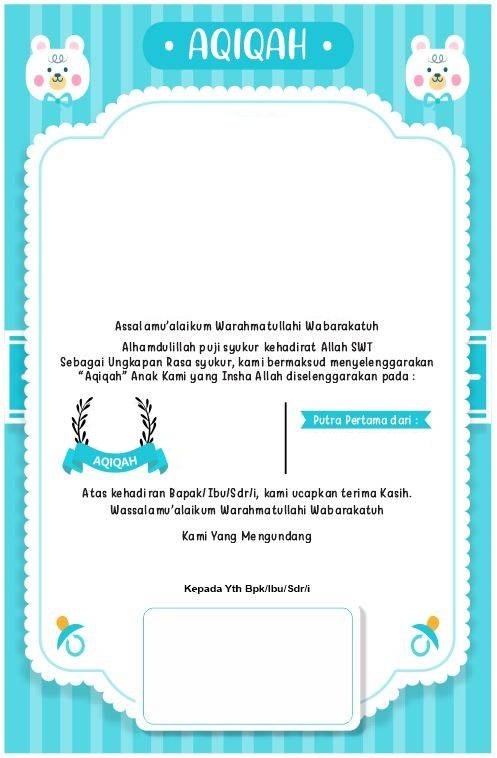 • AQIQAH •
Assalamu'alaikum Warahmatullahi Wabarakatuh
Alhamdulillah puji syukur kehadirat Allah SWT
Sebagai Ungkapan Rasa syukur, kami bermaksud menyelenggarakan
“Aqiqah” Anak Kami yang Insha Allah diselenggarakan pada :
AQIQAH
Putra Pertama dari :
Atas kehadiran Bapak/Ibu/Sdr/i, kami ucapkan terima Kasih.
Wassalamu'alaikum Warahmatullahi Wabarakatuh
Kami Yang Mengundang
Kepada Yth Bpk/Ibu/Sdr/i